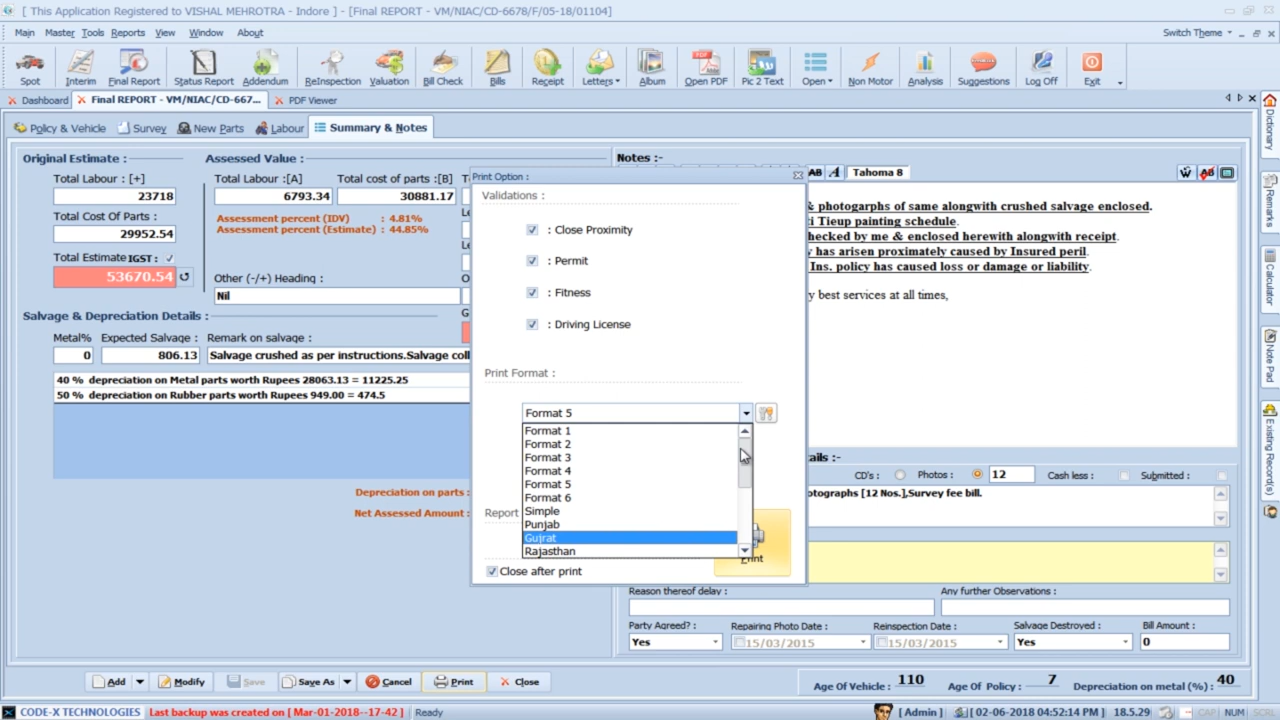 [ This Application Registered to VISHAL MEHROTRA - Indore ] - [Final REPORT - VM/NIAC/CD-6678/F/05-18/01104]
Main Master Tools Reports View Window About Switch Theme
Spot Interim Final Report Status Report Addendum ReInspection Valuation Bill Check Bills Receipt Letters Album Open PDF Pic 2 Text Open Non Motor Analysis Suggestions Log Off Exit
Dashboard Final REPORT - VM/NIAC/CD-667... PDF Viewer
Policy & Vehicle Survey New Parts Labour Summary & Notes
Original Estimate : Assessed Value : Notes :-
Print Option :
Tahoma 8
Total Labour : [+] Total Labour :[A] Total cost of parts :[B]
23718 6793.34 30881.17
Validations :
& photogarphs of same alongwith crushed salvage enclosed.
Total Cost Of Parts : Assessment percent (IDV) : 4.81%
Tieup painting schedule.
29952.54 Assessment percent (Estimate) : 44.85%
: Close Proximity
hecked by me & enclosed herewith alongwith receipt.
has arisen proximately caused by Insured peril.
Total Estimate IGST :
: Permit
Ins. policy has caused loss or damage or liability.
53670.54 Other (-/+) Heading :
Nil
: Fitness
best services at all times,
Salvage & Depreciation Details :
: Driving License
Metal% Expected Salvage : Remark on salvage :
0 806.13 Salvage crushed as per instructions.Salvage coll
Print Format :
40 % depreciation on Metal parts worth Rupees 28063.13 = 11225.25
50 % depreciation on Rubber parts worth Rupees 949.00 = 474.5
Format 5
Format 1
Format 2
Format 3
Format 4
Format 5
Format 6
Simple
Punjab
Gujrat
Rajasthan
ails :-
CD's : Photos : 12 Cash less : Submitted :
otographs [12 Nos.],Survey fee bill.
Depreciation on parts :
Net Assessed Amount :
Report
Print
Close after print
Reason thereof delay : Any further Observations :
Party Agreed? : Repairing Photo Date : Reinspection Date : Salvage Destroyed : Bill Amount :
Yes 15/03/2015 15/03/2015 Yes 0
Add Modify Save Save As Cancel Print Close
Age Of Vehicle : 110 Age Of Policy : 7 Depreciation on metal (%) : 40
CODE-X TECHNOLOGIES Last backup was created on [ Mar-01-2018--17-42 ] Ready [ Admin ] [02-06-2018 04:52:14 PM ] 18.5.29 CAP NUM SCRL
Dictionary
Remarks
Calculator
Note Pad
Existing Record(s)